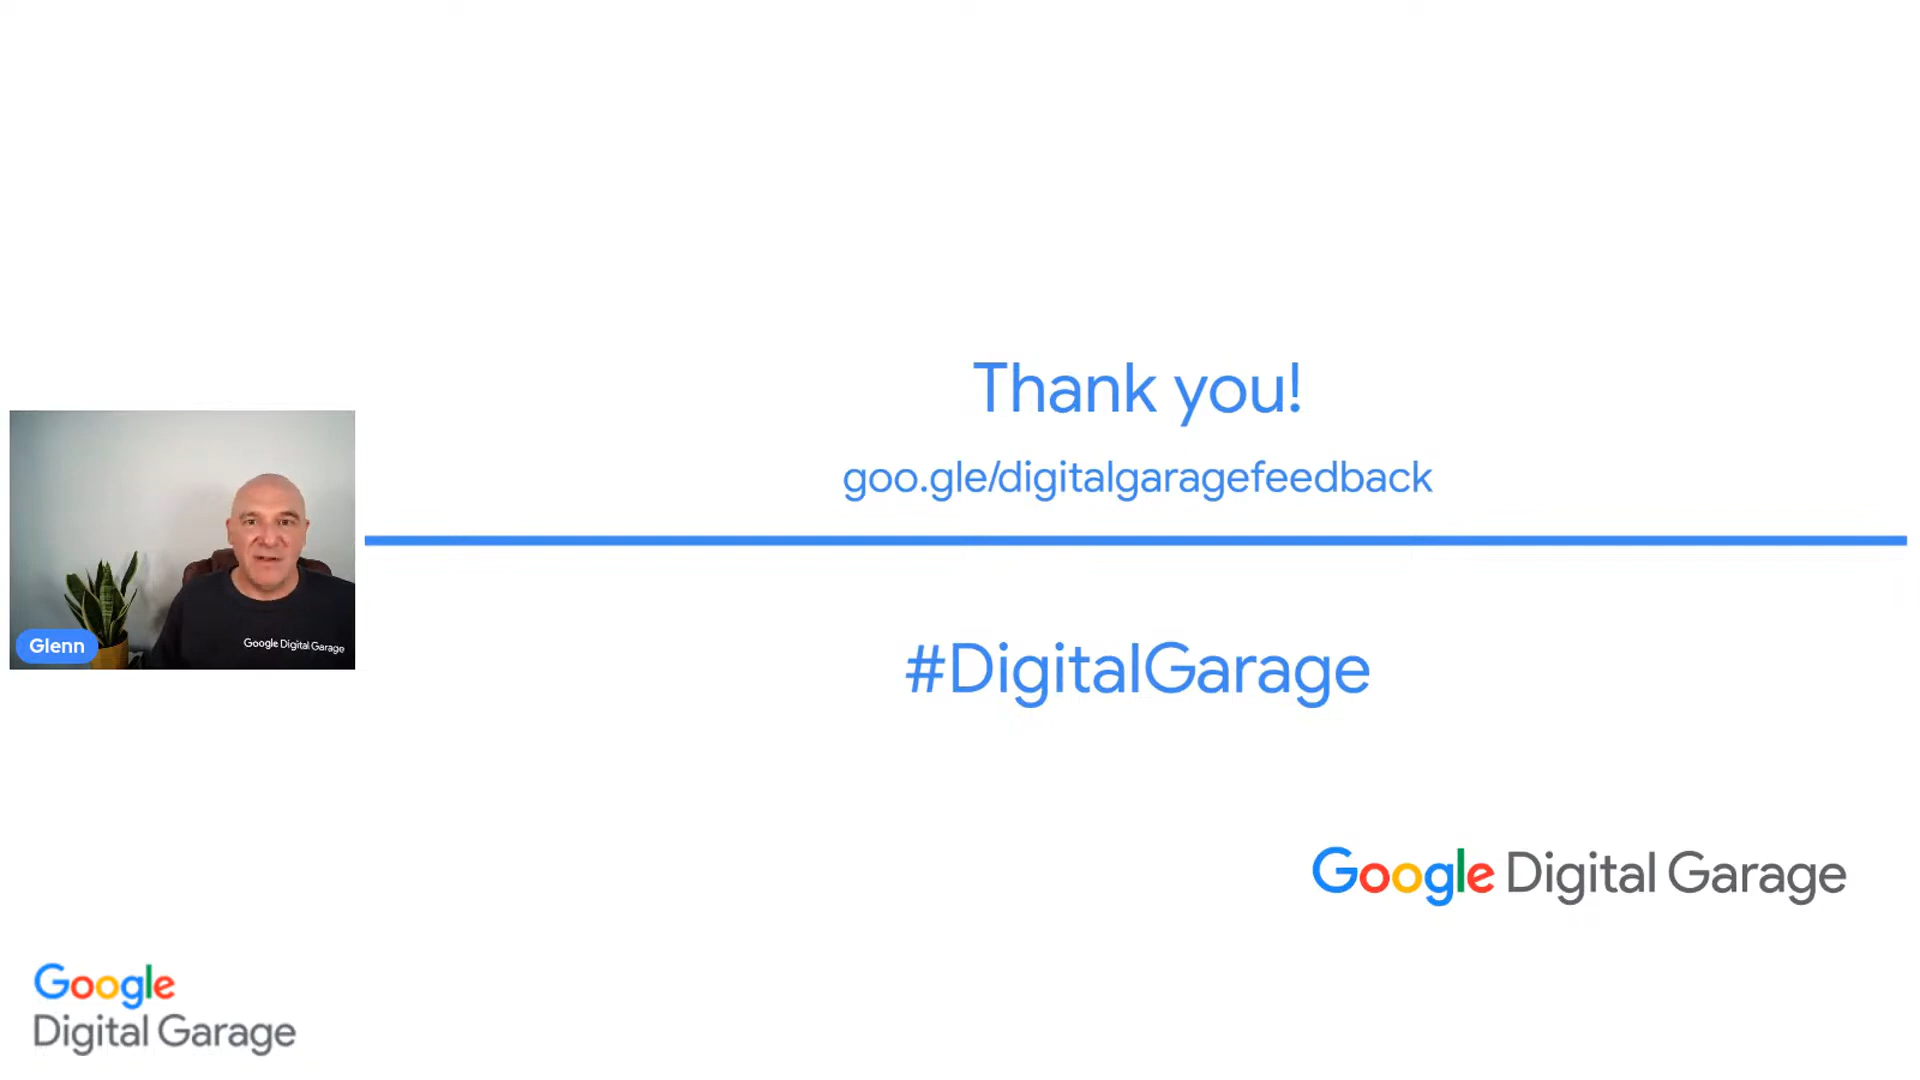 Thank you!
goo.gle/digitalgaragefeedback
Glenn
Google Digital Garage
#DigitalGarage
Google Digital Garage
Google
Digital Garage